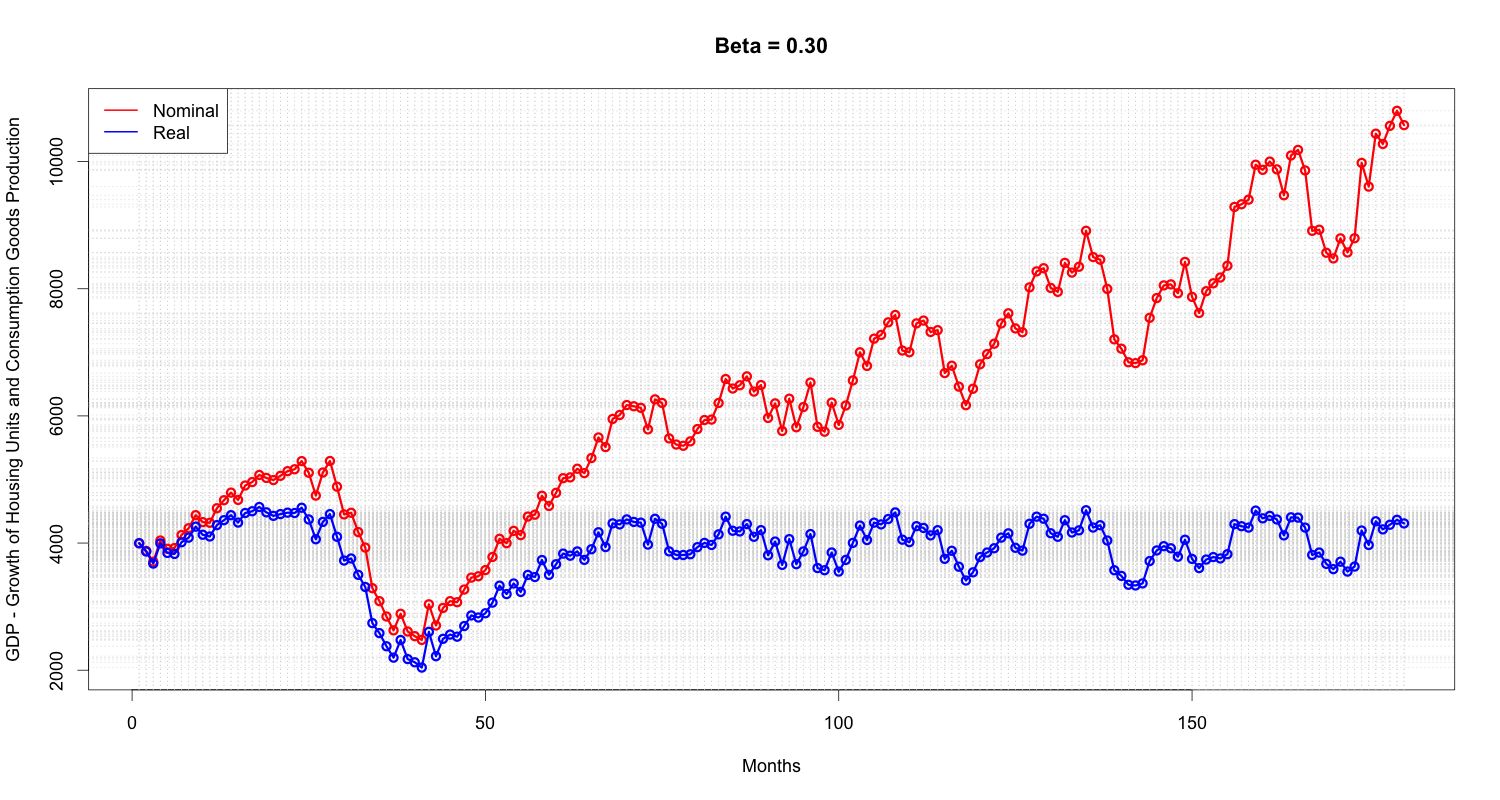 Beta = 0.30
Nominal
Real
GDP - Growth of Housing Units and Consumption Goods Production
10000
8000
6000
4000
2000
0 50 100 150
Months